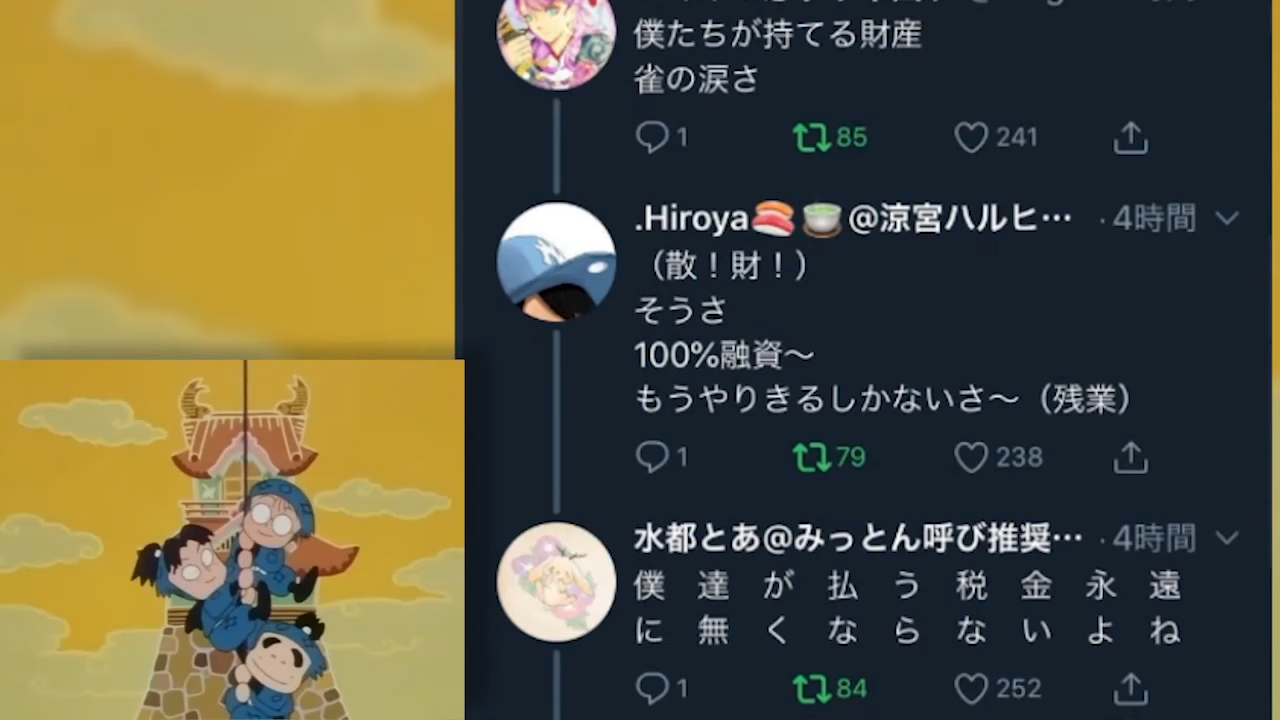 僕たちが持てる財産
雀の涙さ
1 85 241
.Hiroya🍣🍵@涼宮ハルヒ… · 4時間
（散！財！）
そうさ
100%融資〜
もうやりきるしかないさ〜（残業）
1 79 238
水都とあ@みっとん呼び推奨… · 4時間
僕 達 が 払 う 税 金 永 遠
に 無 く な ら な い よ ね
1 84 252